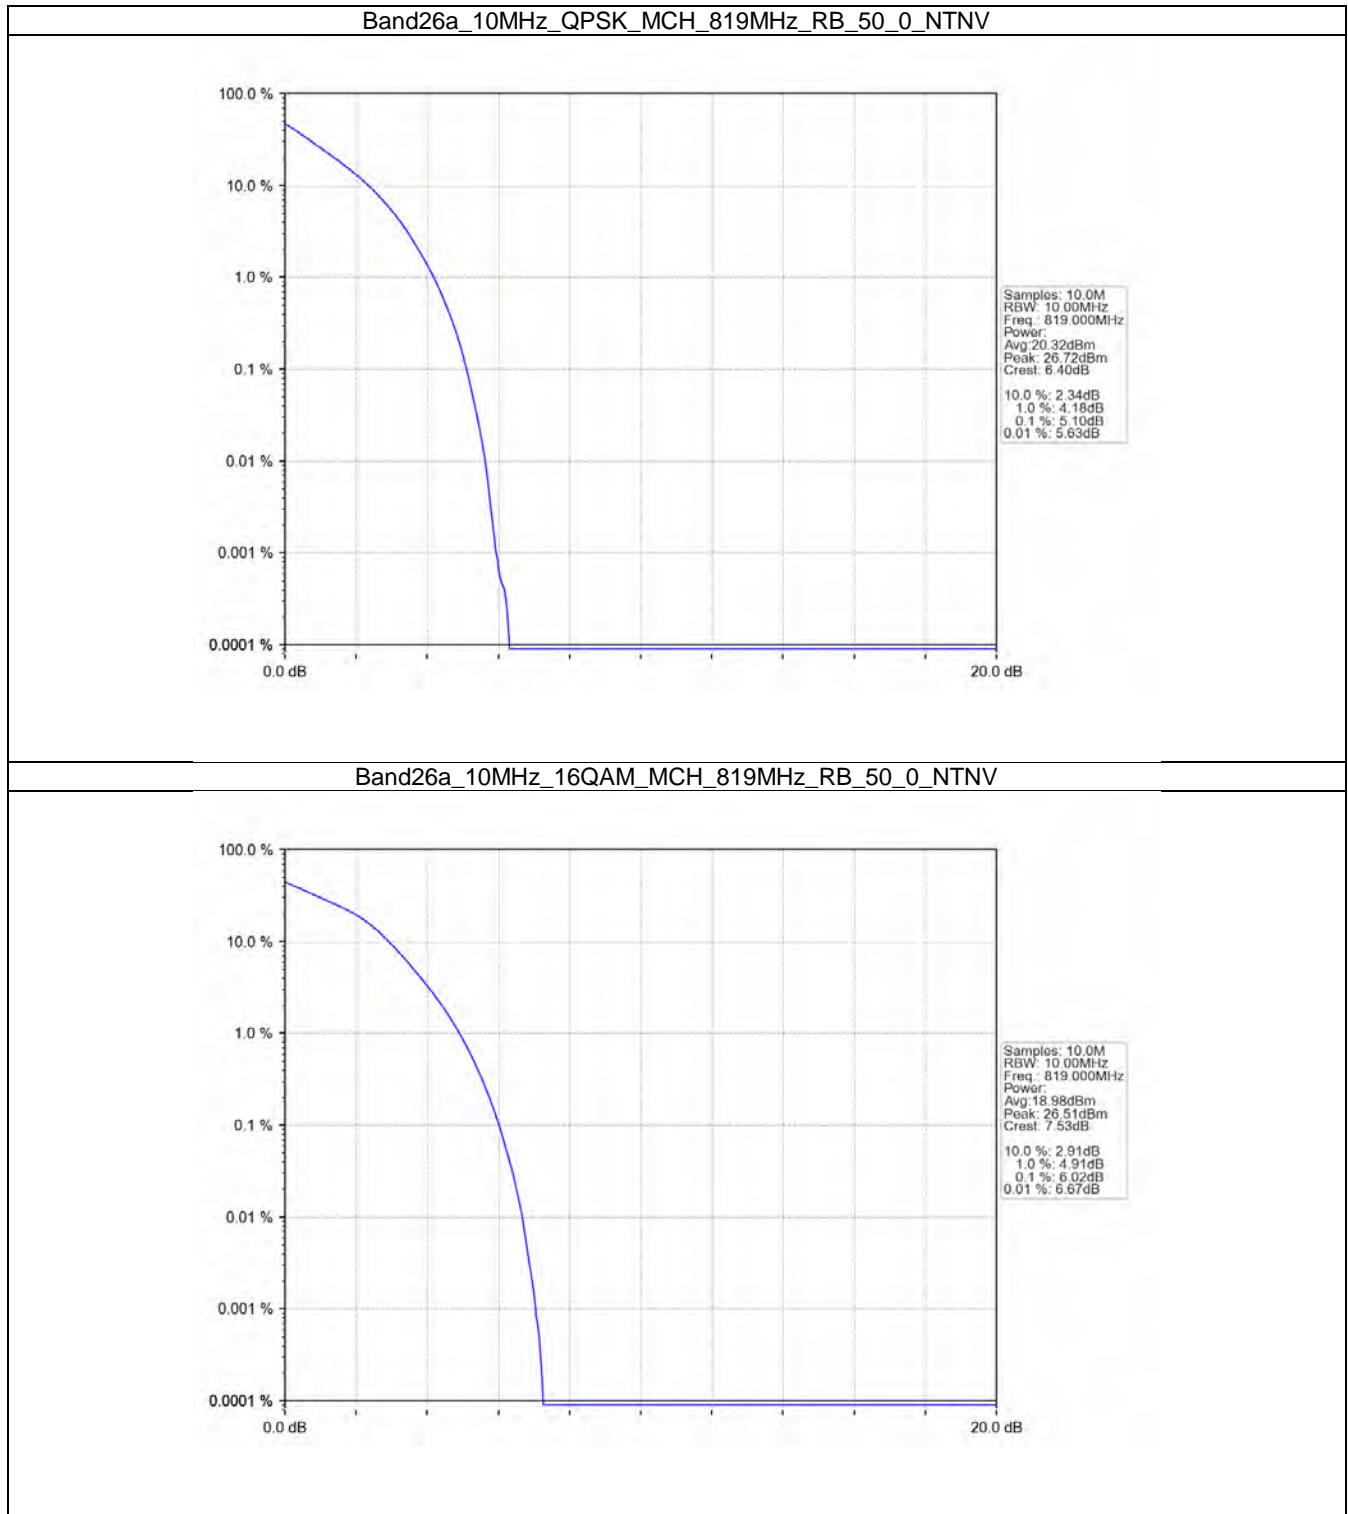 Band26a_10MHz_QPSK_MCH_819MHz_RB_50_0_NTNV
100.0 %
10.0 %
1.0 %
0.1 %
0.01 %
0.001 %
0.0001 %
0.0 dB
20.0 dB
Samples: 10.0M
RBW: 10.00MHz
Freq.: 819.000MHz
Power:
Avg:20.32dBm
Peak: 26.72dBm
Crest: 6.40dB
10.0 %: 2.34dB
1.0 %: 4.18dB
0.1 %: 5.10dB
0.01 %: 5.63dB
Band26a_10MHz_16QAM_MCH_819MHz_RB_50_0_NTNV
100.0 %
10.0 %
1.0 %
0.1 %
0.01 %
0.001 %
0.0001 %
0.0 dB
20.0 dB
Samples: 10.0M
RBW: 10.00MHz
Freq.: 819.000MHz
Power:
Avg:18.98dBm
Peak: 26.51dBm
Crest: 7.53dB
10.0 %: 2.91dB
1.0 %: 4.91dB
0.1 %: 6.02dB
0.01 %: 6.67dB